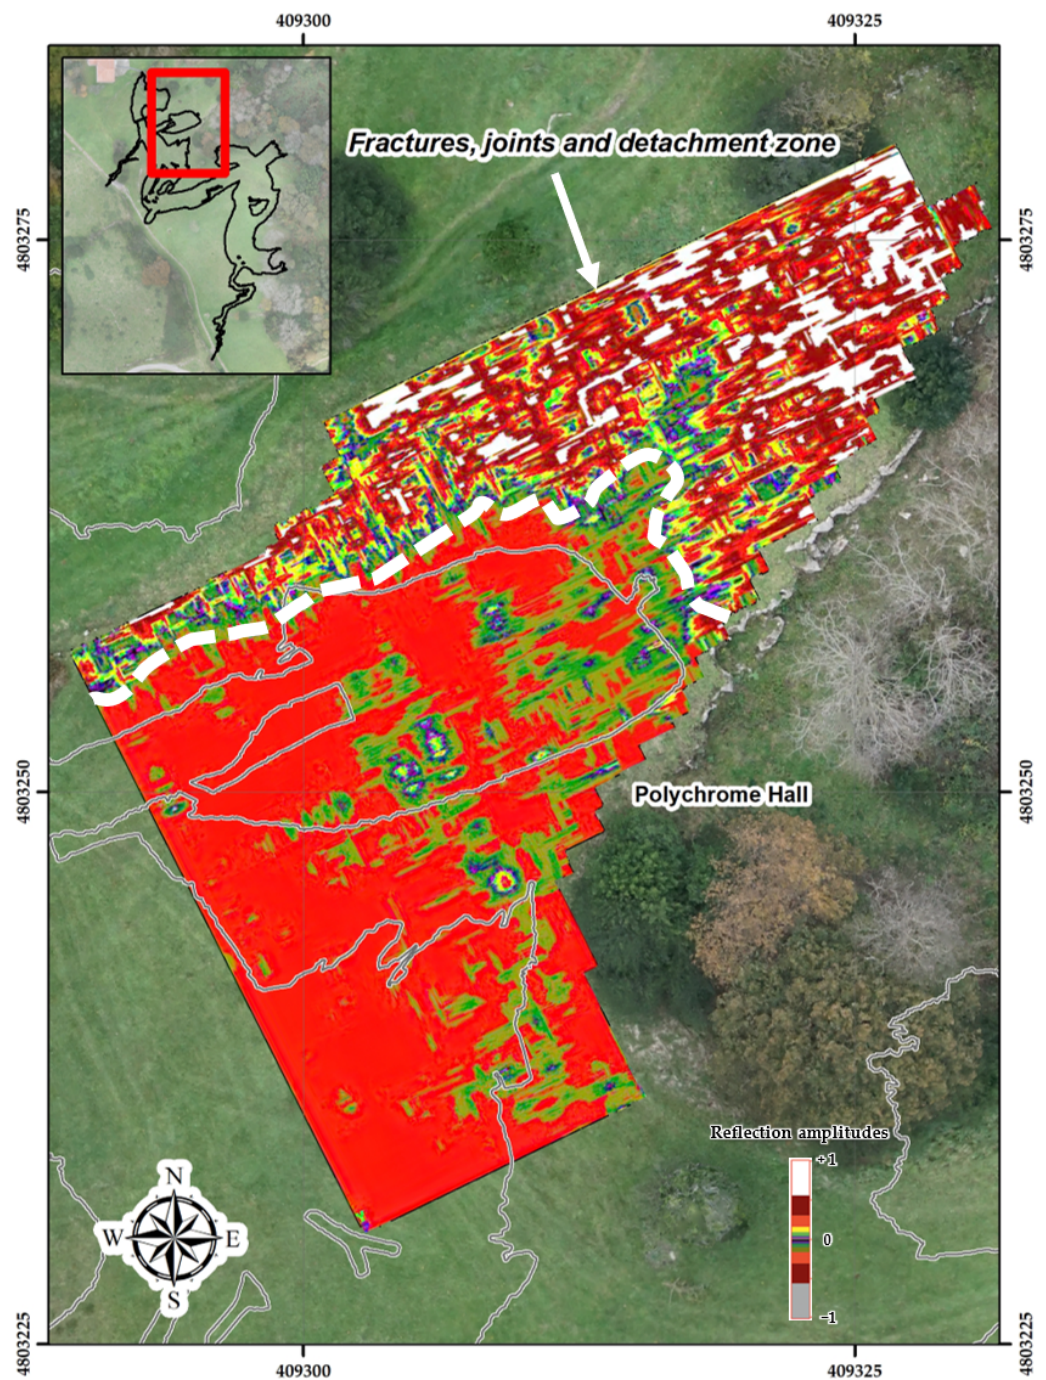 409300
409325
Fractures, joints and detachment zone
4803275
4803275
4803250
4803250
Polychrome Hall
Reflection amplitudes
+1
0
−1
N
W
E
S
4803225
4803225
409300
409325